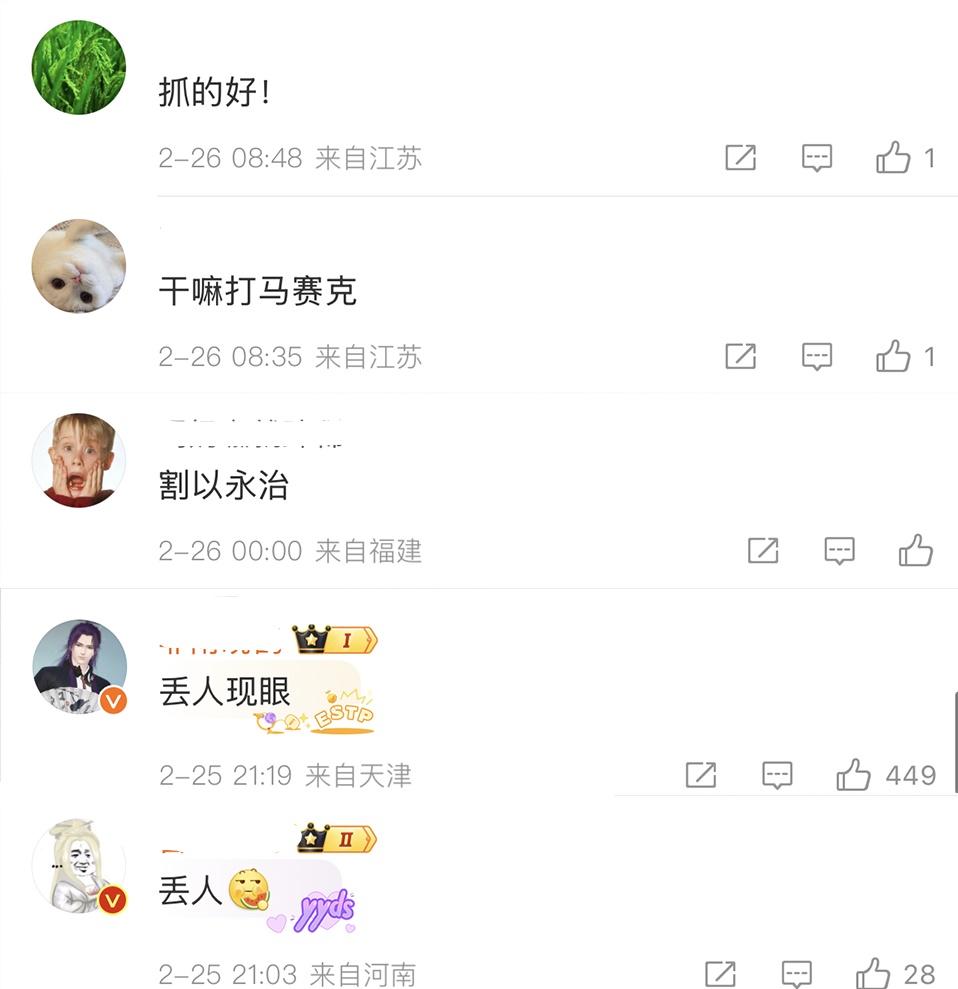 抓的好！
2-26 08:48 来自江苏
1
干嘛打马赛克
2-26 08:35 来自江苏
1
割以永治
2-26 00:00 来自福建
I
丢人现眼
ESTP
2-25 21:19 来自天津
449
II
丢人
yyds
2-25 21:03 来自河南
28